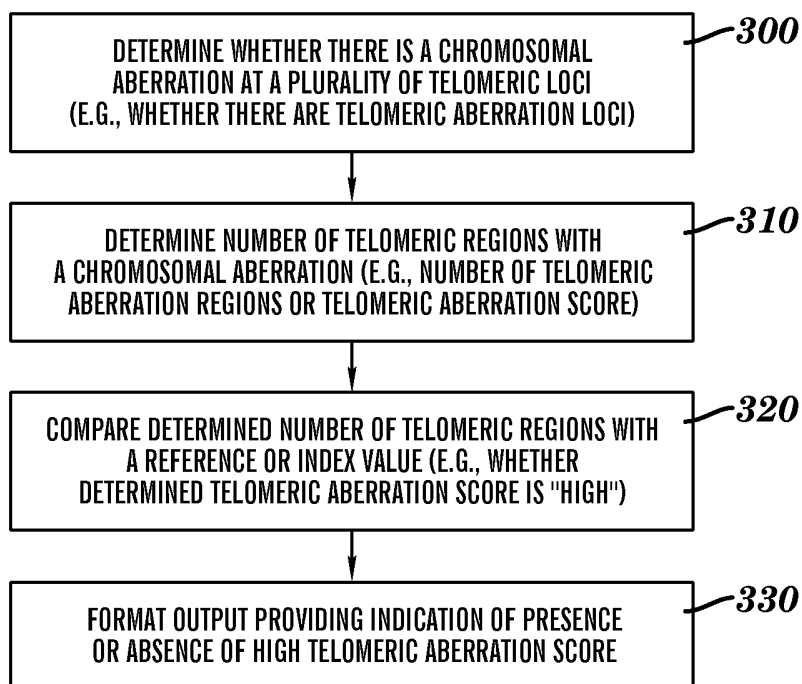 300
DETERMINE WHETHER THERE IS A CHROMOSOMAL
ABERRATION AT A PLURALITY OF TELOMERIC LOCI
(E.G., WHETHER THERE ARE TELOMERIC ABERRATION LOCI)
310
DETERMINE NUMBER OF TELOMERIC REGIONS WITH
A CHROMOSOMAL ABERRATION (E.G., NUMBER OF TELOMERIC
ABERRATION REGIONS OR TELOMERIC ABERRATION SCORE)
320
COMPARE DETERMINED NUMBER OF TELOMERIC REGIONS WITH
A REFERENCE OR INDEX VALUE (E.G., WHETHER
DETERMINED TELOMERIC ABERRATION SCORE IS "HIGH")
330
FORMAT OUTPUT PROVIDING INDICATION OF PRESENCE
OR ABSENCE OF HIGH TELOMERIC ABERRATION SCORE